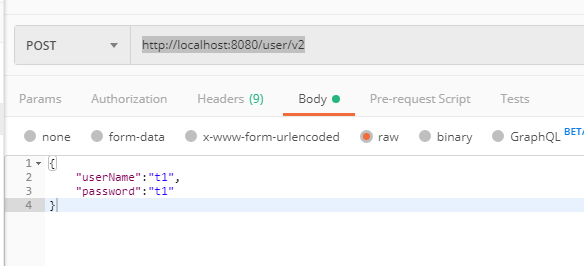 POST http://localhost:8080/user/v2
Params Authorization Headers (9) Body Pre-request Script Tests
none form-data x-www-form-urlencoded raw binary GraphQL BETA
1 {
2 "userName":"t1",
3 "password":"t1"
4 }